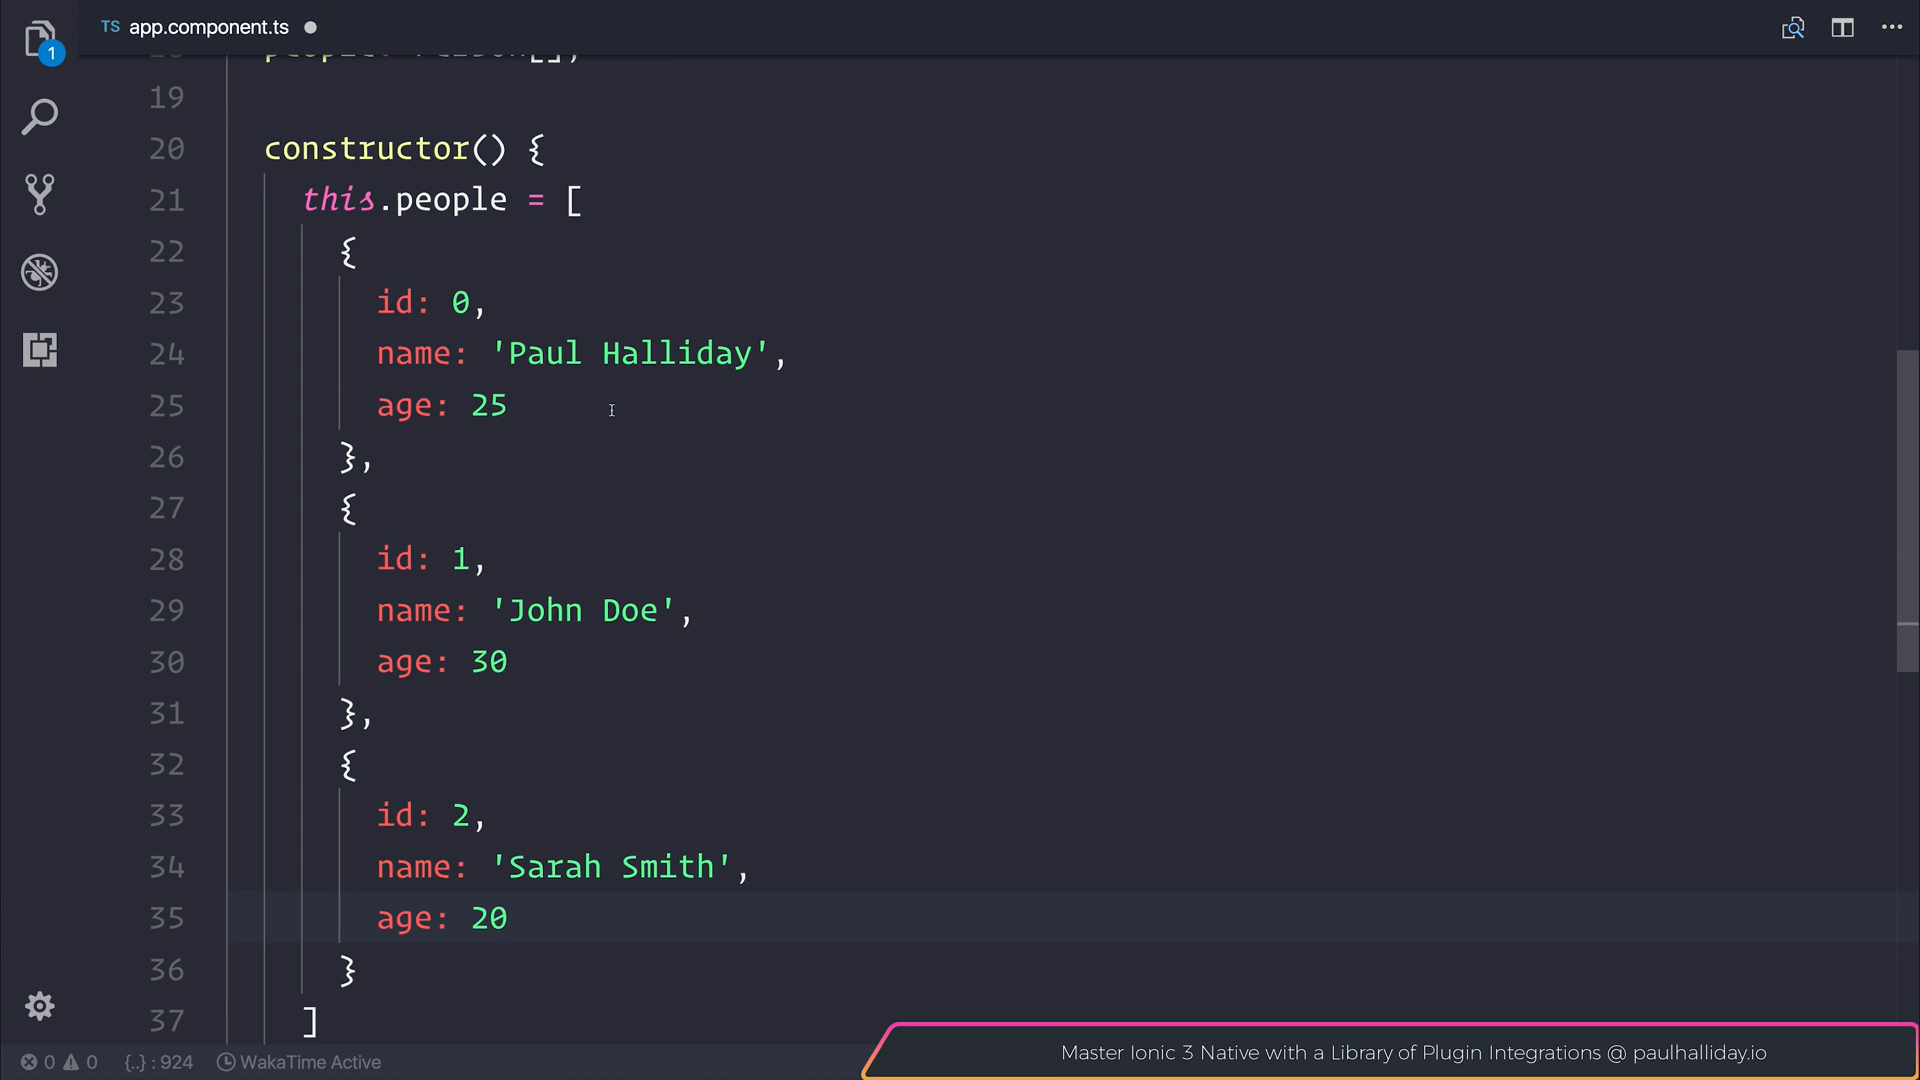 1
TS app.component.ts
19
20 constructor() {
21 this.people = [
22 {
23 id: 0,
24 name: 'Paul Halliday',
25 age: 25
26 },
27 {
28 id: 1,
29 name: 'John Doe',
30 age: 30
31 },
32 {
33 id: 2,
34 name: 'Sarah Smith',
35 age: 20
36 }
37 ]
0 0 {..} : 924 WakaTime Active
Master Ionic 3 Native with a Library of Plugin Integrations @ paulhalliday.io